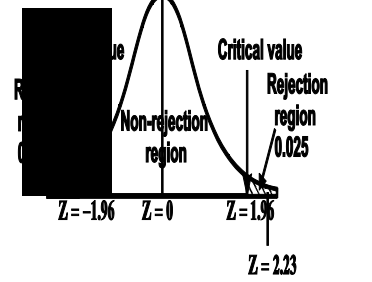 Critical value
Rejection
region
0.025
Non-rejection
region
Z = –1.96
Z = 0
Z = 1.96
Z = 2.23